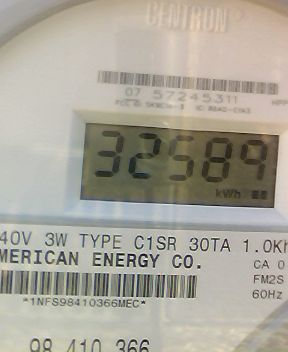 CENTRON
07 57245311
32589
kWh
40V 3W TYPE C1SR 30TA 1.0Kh
MERICAN ENERGY CO.
CA 0
FM2S
60Hz
*1NFS98410366MEC*
98 410 366